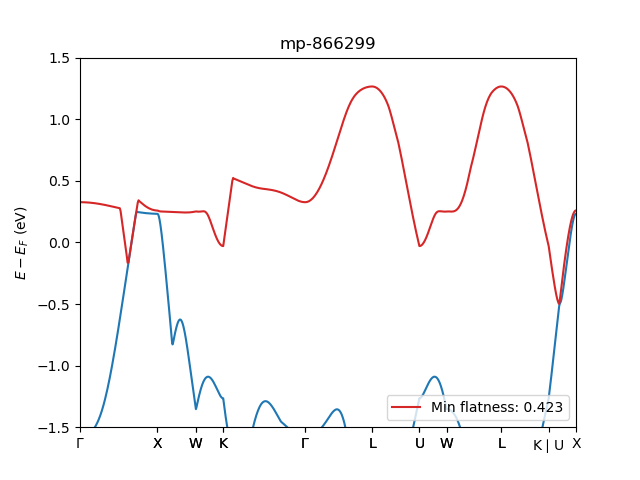 mp-866299
1.5
1.0
0.5
0.0
−0.5
−1.0
−1.5
E − E_F (eV)
Min flatness: 0.423
Γ X W K Γ L U W L K | U X